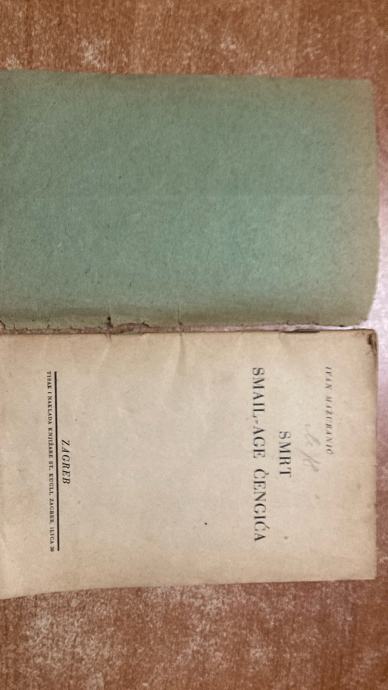 IVAN MAŽURANIĆ
SMRT
SMAIL-AGE ČENGIĆA
ZAGREB
TISAK I NAKLADA KNJIŽARE ST. KUGLI, ZAGREB, ILICA 30